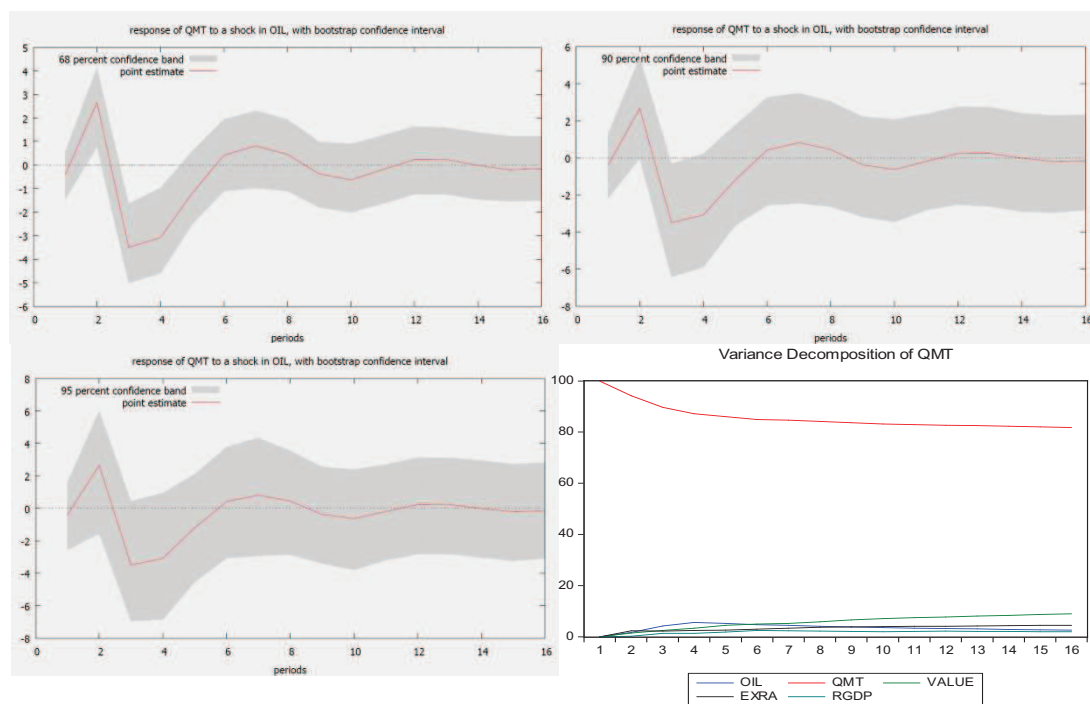 response of QMT to a shock in OIL, with bootstrap confidence interval
5
68 percent confidence band
4
point estimate
3
2
1
0
-1
-2
-3
-4
-5
-6
0 2 4 6 8 10 12 14 16
periods
response of QMT to a shock in OIL, with bootstrap confidence interval
6
90 percent confidence band
point estimate
4
2
0
-2
-4
-6
-8
0 2 4 6 8 10 12 14 16
periods
response of QMT to a shock in OIL, with bootstrap confidence interval
8
95 percent confidence band
point estimate
6
4
2
0
-2
-4
-6
-8
0 2 4 6 8 10 12 14 16
periods
Variance Decomposition of QMT
100
80
60
40
20
0
1 2 3 4 5 6 7 8 9 10 11 12 13 14 15 16
OIL QMT VALUE
EXRA RGDP